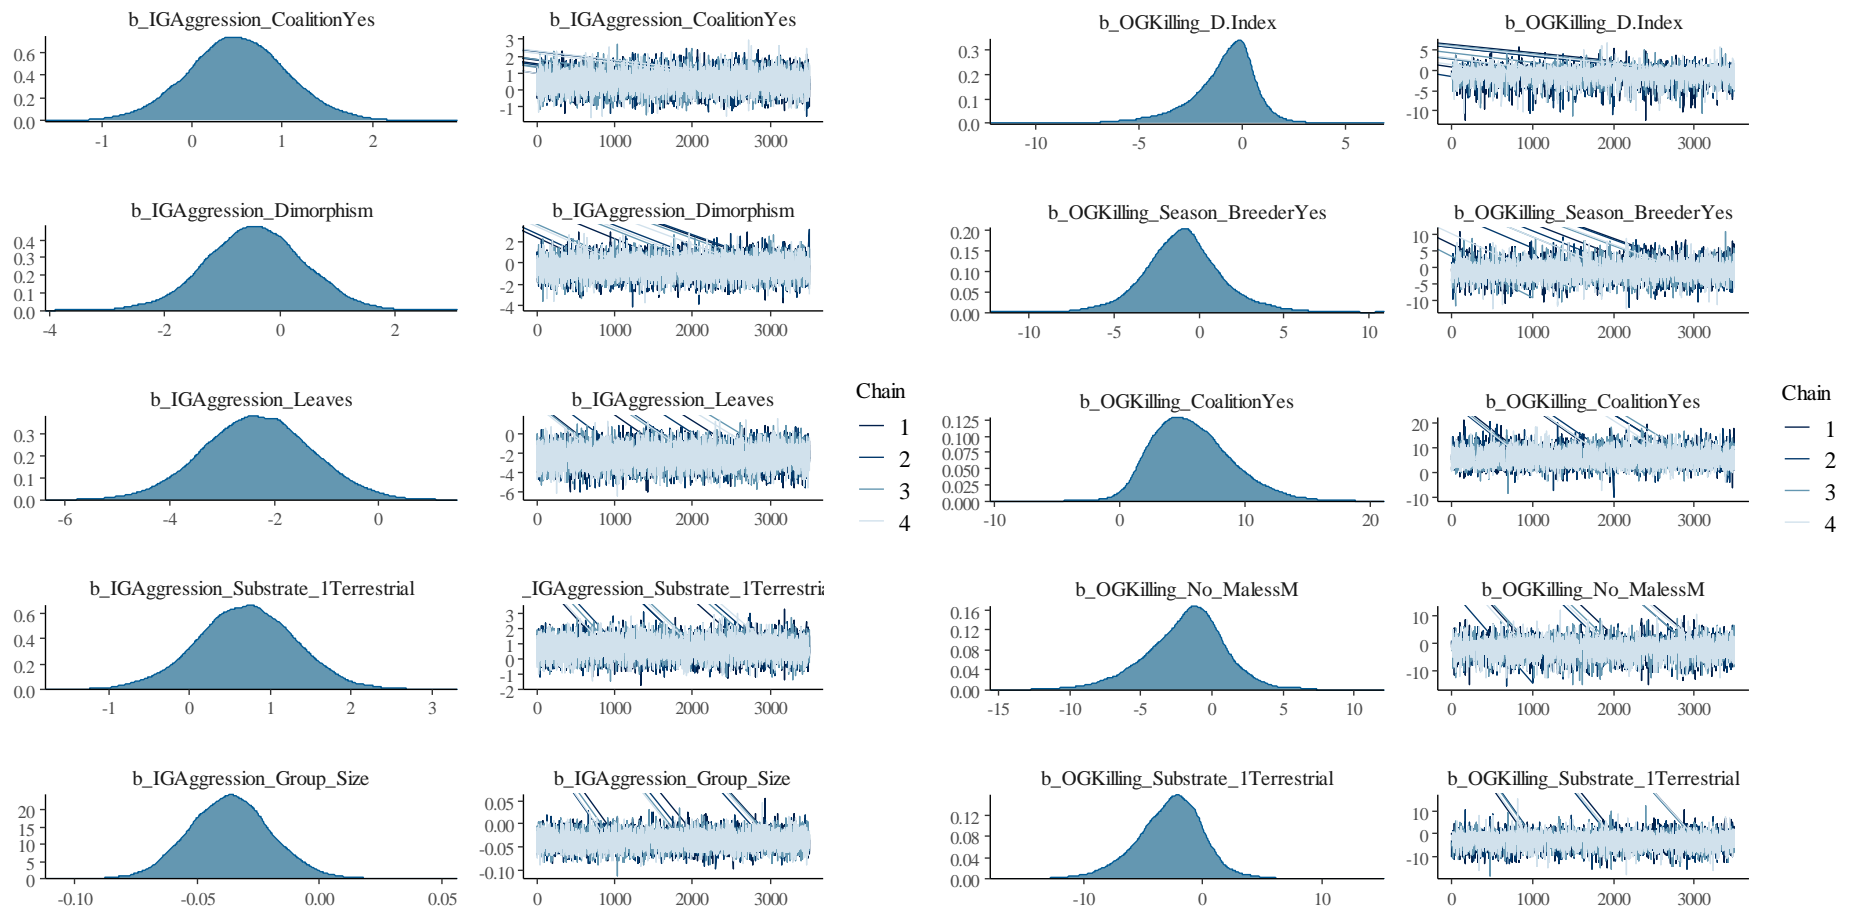 b_IGAggression_CoalitionYes
0.6
0.4
0.2
0.0
-1 0 1 2
b_IGAggression_CoalitionYes
3
2
1
0
-1
0 1000 2000 3000
b_OGKilling_D.Index
0.3
0.2
0.1
0.0
-10 -5 0 5
b_OGKilling_D.Index
5
0
-5
-10
0 1000 2000 3000
b_IGAggression_Dimorphism
0.4
0.3
0.2
0.1
0.0
-4 -2 0 2
b_IGAggression_Dimorphism
2
0
-2
-4
0 1000 2000 3000
b_OGKilling_Season_BreederYes
0.20
0.15
0.10
0.05
0.00
-10 -5 0 5 10
b_OGKilling_Season_BreederYes
10
5
0
-5
-10
0 1000 2000 3000
b_IGAggression_Leaves
0.3
0.2
0.1
0.0
-6 -4 -2 0
b_IGAggression_Leaves
0
-2
-4
-6
0 1000 2000 3000
Chain
1
2
3
4
b_OGKilling_CoalitionYes
0.125
0.100
0.075
0.050
0.025
0.000
-10 0 10 20
b_OGKilling_CoalitionYes
20
10
0
-10
0 1000 2000 3000
Chain
1
2
3
4
b_IGAggression_Substrate_1Terrestrial
0.6
0.4
0.2
0.0
-1 0 1 2 3
_IGAggression_Substrate_1Terrestria
3
2
1
0
-1
-2
0 1000 2000 3000
b_OGKilling_No_MalessM
0.16
0.12
0.08
0.04
0.00
-15 -10 -5 0 5 10
b_OGKilling_No_MalessM
10
0
-10
0 1000 2000 3000
b_IGAggression_Group_Size
20
15
10
5
0
-0.10 -0.05 0.00 0.05
b_IGAggression_Group_Size
0.05
0.00
-0.05
-0.10
0 1000 2000 3000
b_OGKilling_Substrate_1Terrestrial
0.12
0.08
0.04
0.00
-10 0 10
b_OGKilling_Substrate_1Terrestrial
10
0
-10
0 1000 2000 3000